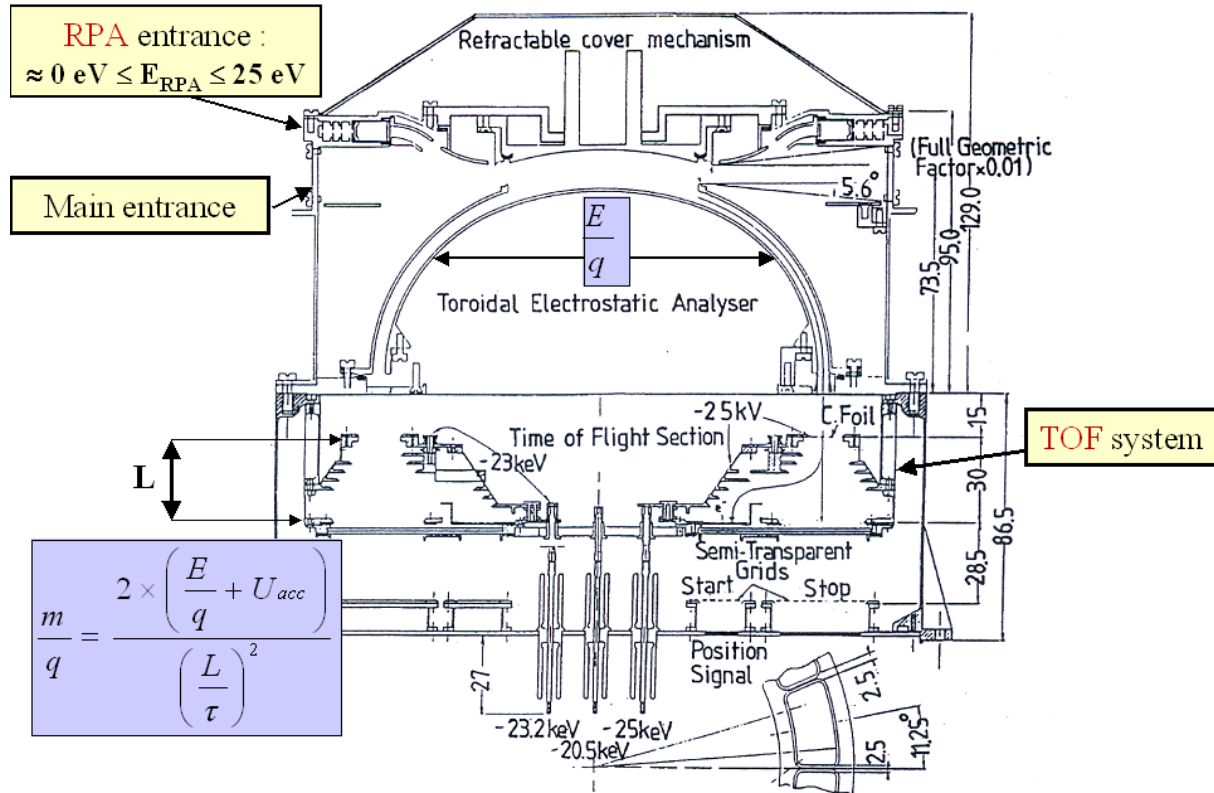 RPA entrance :
≈ 0 eV ≤ E_RPA ≤ 25 eV
Retractable cover mechanism
(Full Geometric
Factor×0.01)
5.6°
Main entrance
E
q
Toroidal Electrostatic Analyser
73.5
95.0
129.0
-25kV
C.Foil
Time of Flight Section
-23keV
e⁻
15
TOF system
L
30
86.5
28.5
Semi-Transparent
Grids
Start
Stop
m/q = 2 × (E/q + Uacc) / (L/τ)²
Position
Signal
27
-23.2keV
-25keV
-20.5keV
2.5
11.25°
2.5